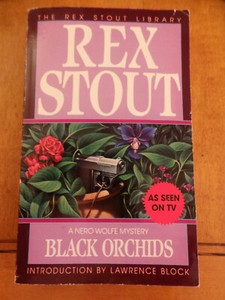 THE REX STOUT LIBRARY
REX
STOUT
AS SEEN
ON TV
A NERO WOLFE MYSTERY
BLACK ORCHIDS
INTRODUCTION BY LAWRENCE BLOCK